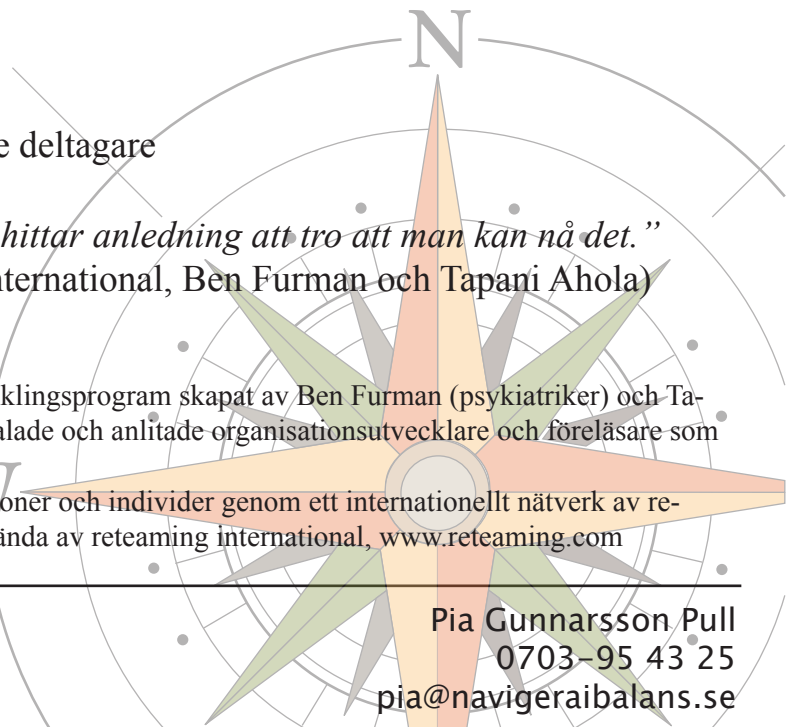 N
e deltagare
hittar anledning att tro att man kan nå det.”
nternational, Ben Furman och Tapani Ahola)
klingsprogram skapat av Ben Furman (psykiatriker) och Ta-
alade och anlitade organisationsutvecklare och föreläsare som
oner och individer genom ett internationellt nätverk av re-
ända av reteaming international, www.reteaming.com
Pia Gunnarsson Pull
0703-95 43 25
pia@navigeraibalans.se